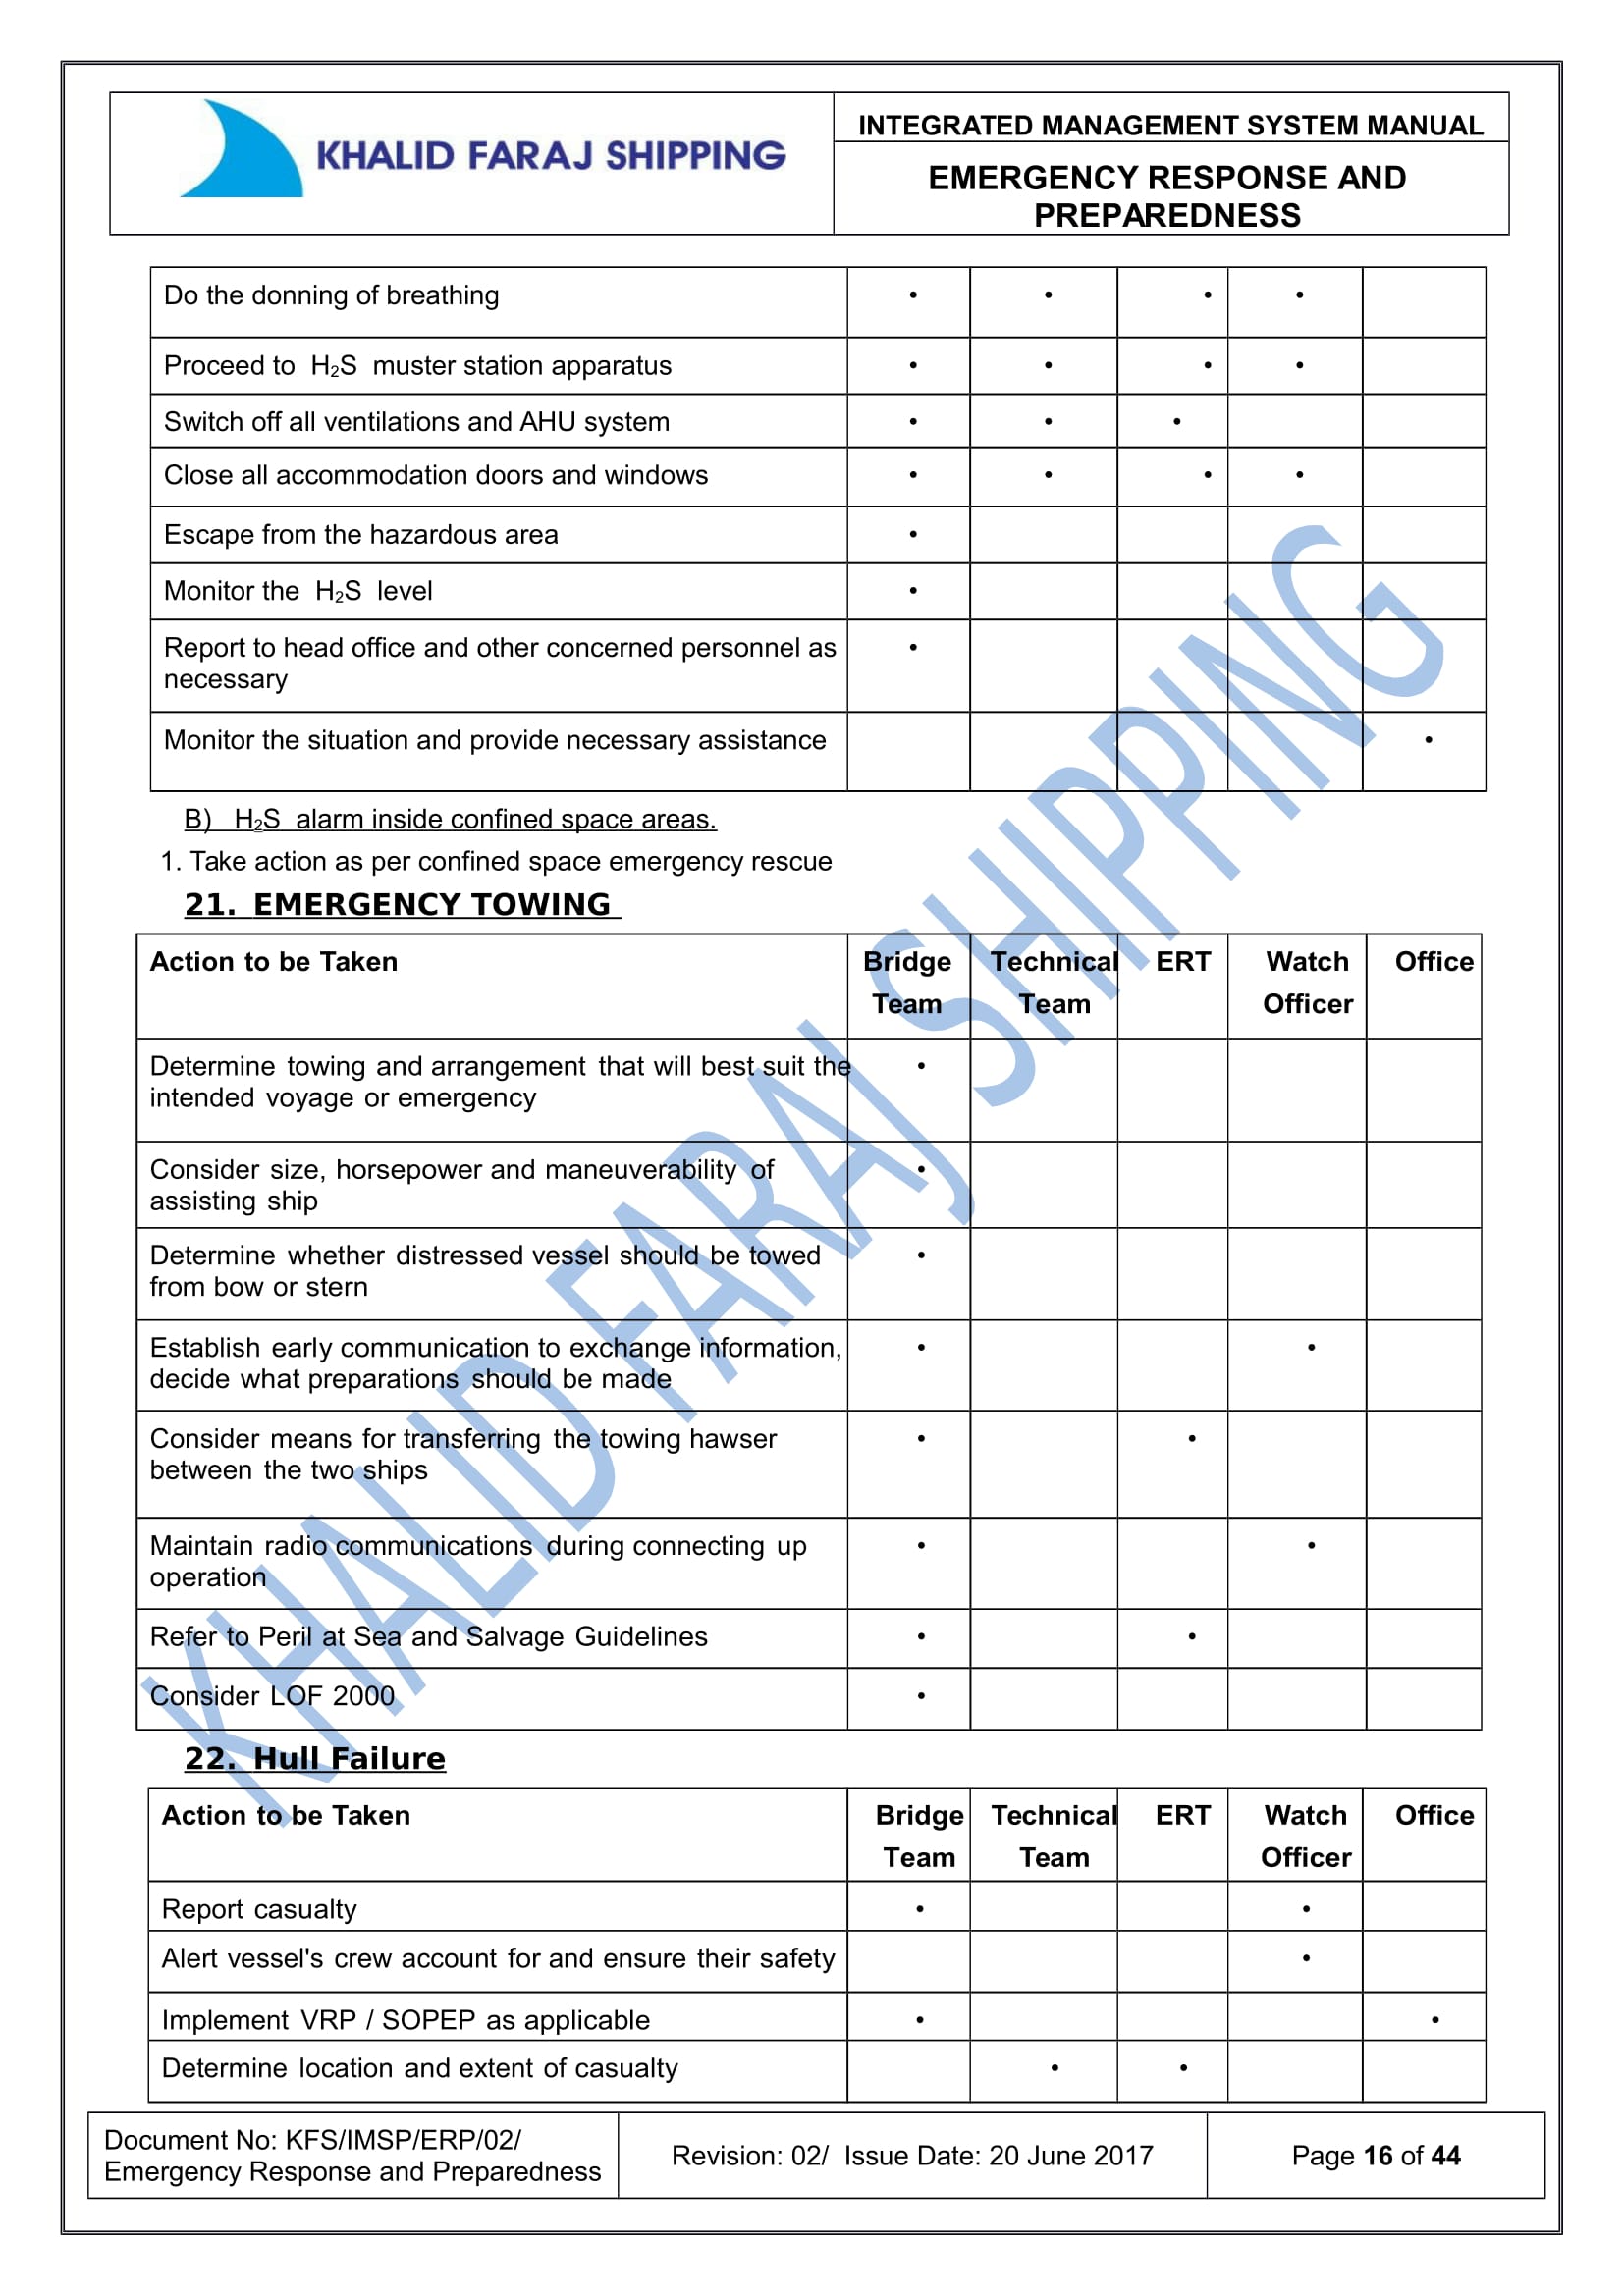 KHALID FARAJ SHIPPING
INTEGRATED MANAGEMENT SYSTEM MANUAL
EMERGENCY RESPONSE AND
PREPAREDNESS
Do the donning of breathing • • • •
Proceed to H₂S muster station apparatus • • • •
Switch off all ventilations and AHU system • • •
Close all accommodation doors and windows • • • •
Escape from the hazardous area •
Monitor the H₂S level •
Report to head office and other concerned personnel as •
necessary
Monitor the situation and provide necessary assistance •
B) H₂S alarm inside confined space areas.
1. Take action as per confined space emergency rescue
21. EMERGENCY TOWING
Action to be Taken Bridge Technical ERT Watch Office
Team Team Officer
Determine towing and arrangement that will best suit the •
intended voyage or emergency
Consider size, horsepower and maneuverability of •
assisting ship
Determine whether distressed vessel should be towed •
from bow or stern
Establish early communication to exchange information, • •
decide what preparations should be made
Consider means for transferring the towing hawser • •
between the two ships
Maintain radio communications during connecting up • •
operation
Refer to Peril at Sea and Salvage Guidelines • •
Consider LOF 2000 •
22. Hull Failure
Action to be Taken Bridge Technical ERT Watch Office
Team Team Officer
Report casualty • •
Alert vessel's crew account for and ensure their safety •
Implement VRP / SOPEP as applicable • •
Determine location and extent of casualty • •
KHALID FARAJ SHIPPING
Document No: KFS/IMSP/ERP/02/
Emergency Response and Preparedness
Revision: 02/ Issue Date: 20 June 2017
Page 16 of 44